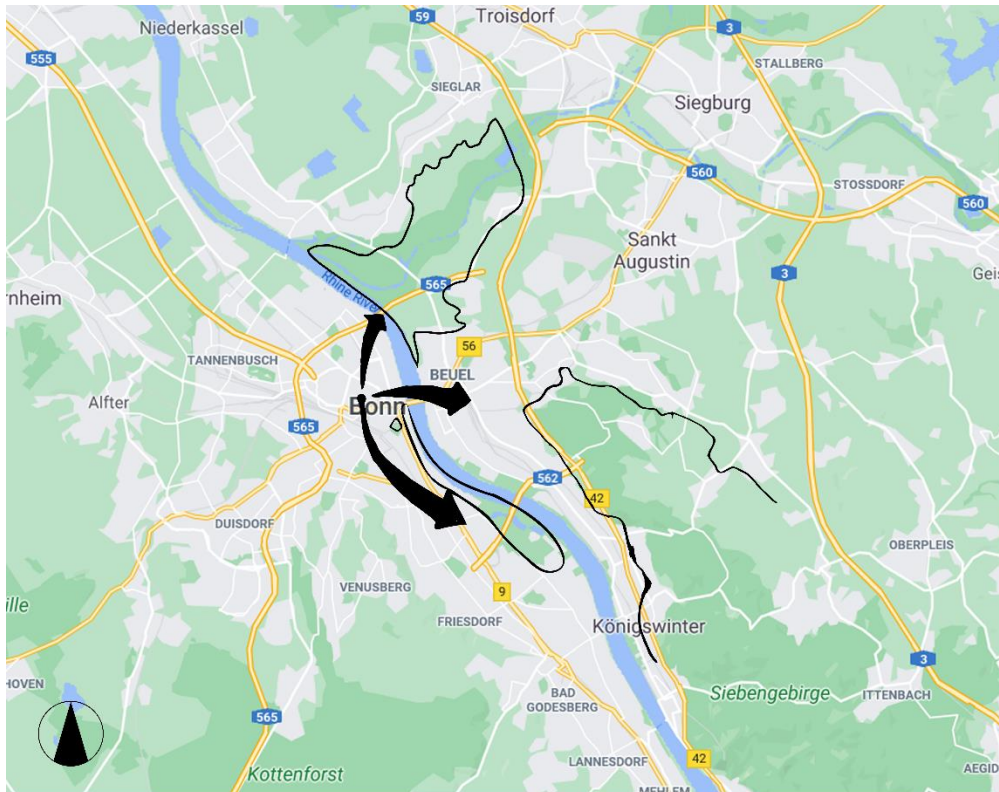 59
Troisdorf
3
Niederkassel
555
STALLBERG
SIEGLAR
Siegburg
560
STOSSDORF
560
Sankt
Augustin
3
Geis
565
Rhine River
rnheim
56
TANNENBUSCH
BEUEL
Alfter
Bonn
565
562
42
DUISDORF
OBERPLEIS
VENUSBERG
9
ille
FRIESDORF
Königswinter
3
HOVEN
BAD
GODESBERG
Siebengebirge
ITTENBACH
565
42
LANNESDORF
Kottenforst
AEGID
MEHLEM